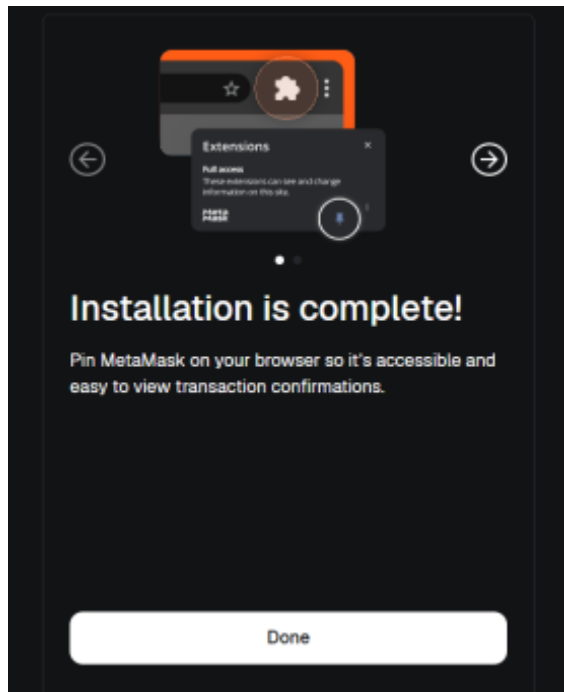 Extensions
Full access
These extensions can see and change
information on this site.
Meta
Mask
Installation is complete!
Pin MetaMask on your browser so it's accessible and
easy to view transaction confirmations.
Done